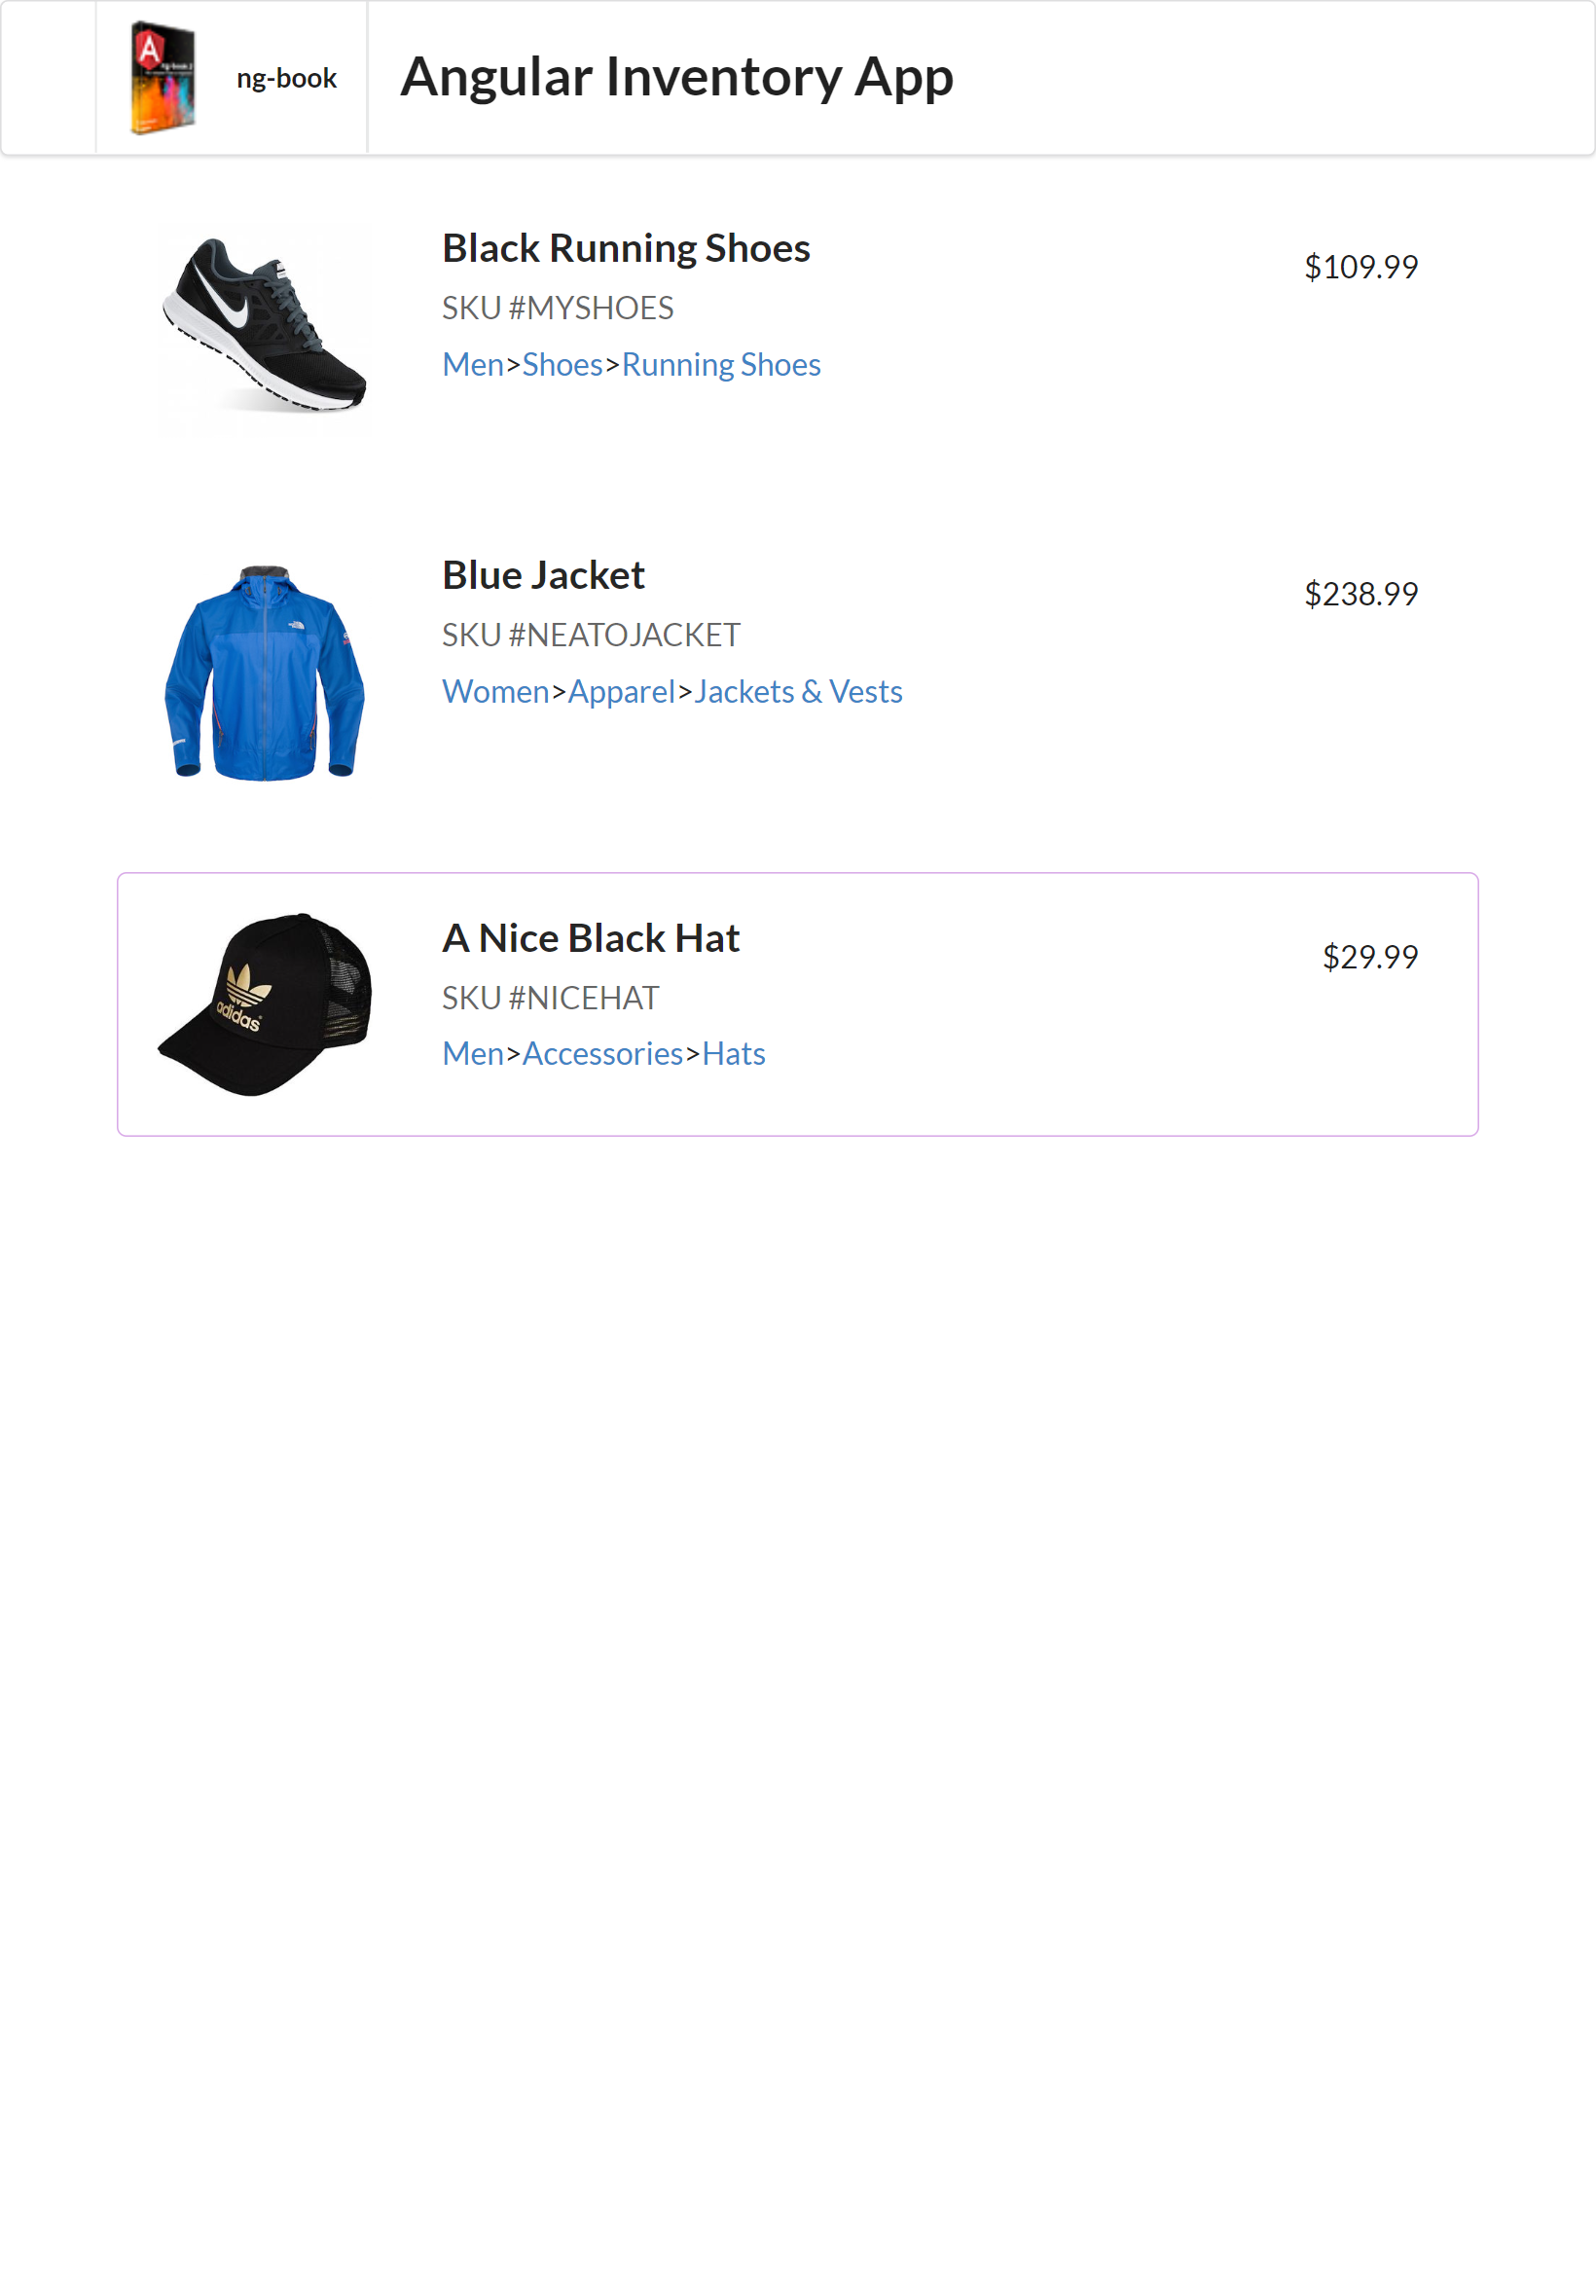 ng-book
Angular Inventory App
Black Running Shoes
$109.99
SKU #MYSHOES
Men>Shoes>Running Shoes
Blue Jacket
$238.99
SKU #NEATOJACKET
Women>Apparel>Jackets & Vests
adidas
A Nice Black Hat
$29.99
SKU #NICEHAT
Men>Accessories>Hats